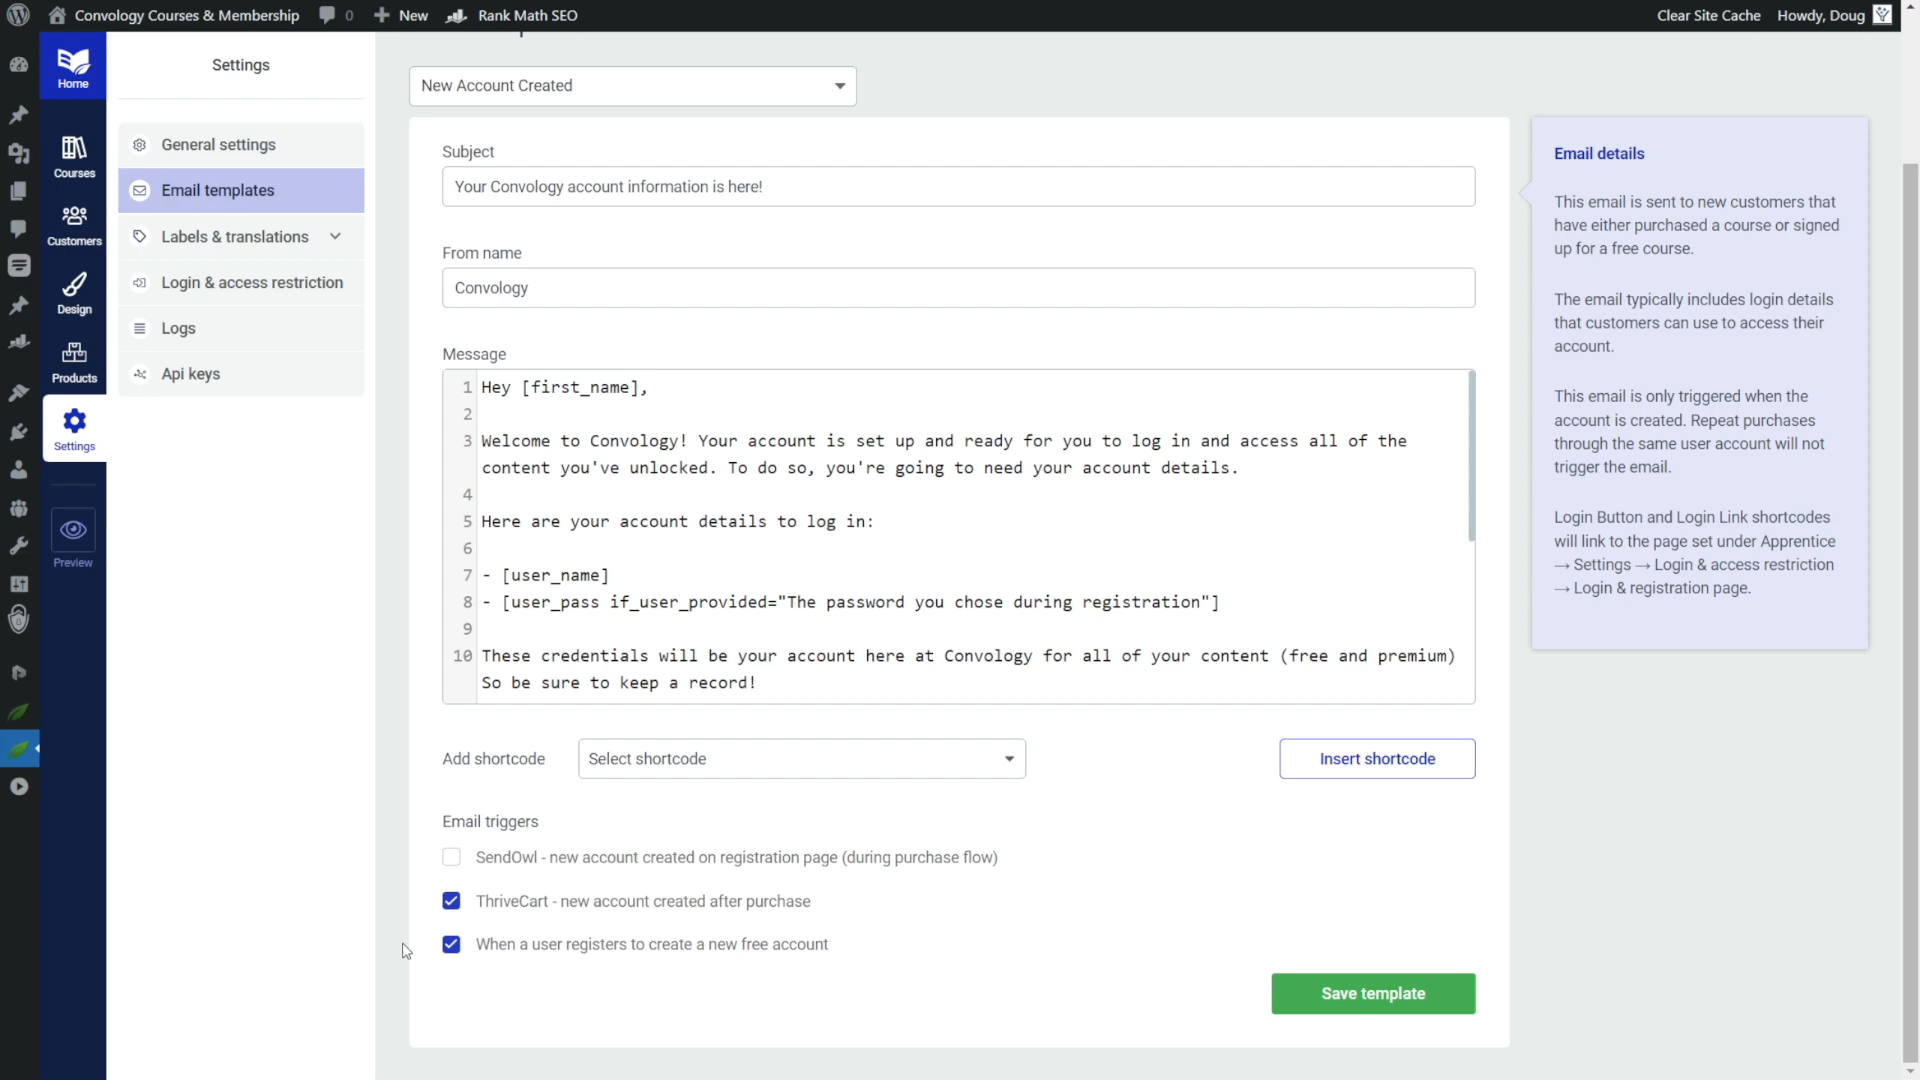 Convology Courses & Membership
0
New
Rank Math SEO
Clear Site Cache
Howdy, Doug
Home
Courses
Customers
Design
Products
Settings
Preview
Settings
General settings
Email templates
Labels & translations
Login & access restriction
Logs
Api keys
New Account Created
Subject
Your Convology account information is here!
From name
Convology
Message
1 Hey [first_name],
2
3 Welcome to Convology! Your account is set up and ready for you to log in and access all of the
content you've unlocked. To do so, you're going to need your account details.
4
5 Here are your account details to log in:
6
7 - [user_name]
8 - [user_pass if_user_provided="The password you chose during registration"]
9
10 These credentials will be your account here at Convology for all of your content (free and premium)
So be sure to keep a record!
Add shortcode
Select shortcode
Insert shortcode
Email triggers
SendOwl - new account created on registration page (during purchase flow)
ThriveCart - new account created after purchase
When a user registers to create a new free account
Save template
Email details
This email is sent to new customers that
have either purchased a course or signed
up for a free course.
The email typically includes login details
that customers can use to access their
account.
This email is only triggered when the
account is created. Repeat purchases
through the same user account will not
trigger the email.
Login Button and Login Link shortcodes
will link to the page set under Apprentice
→ Settings → Login & access restriction
→ Login & registration page.